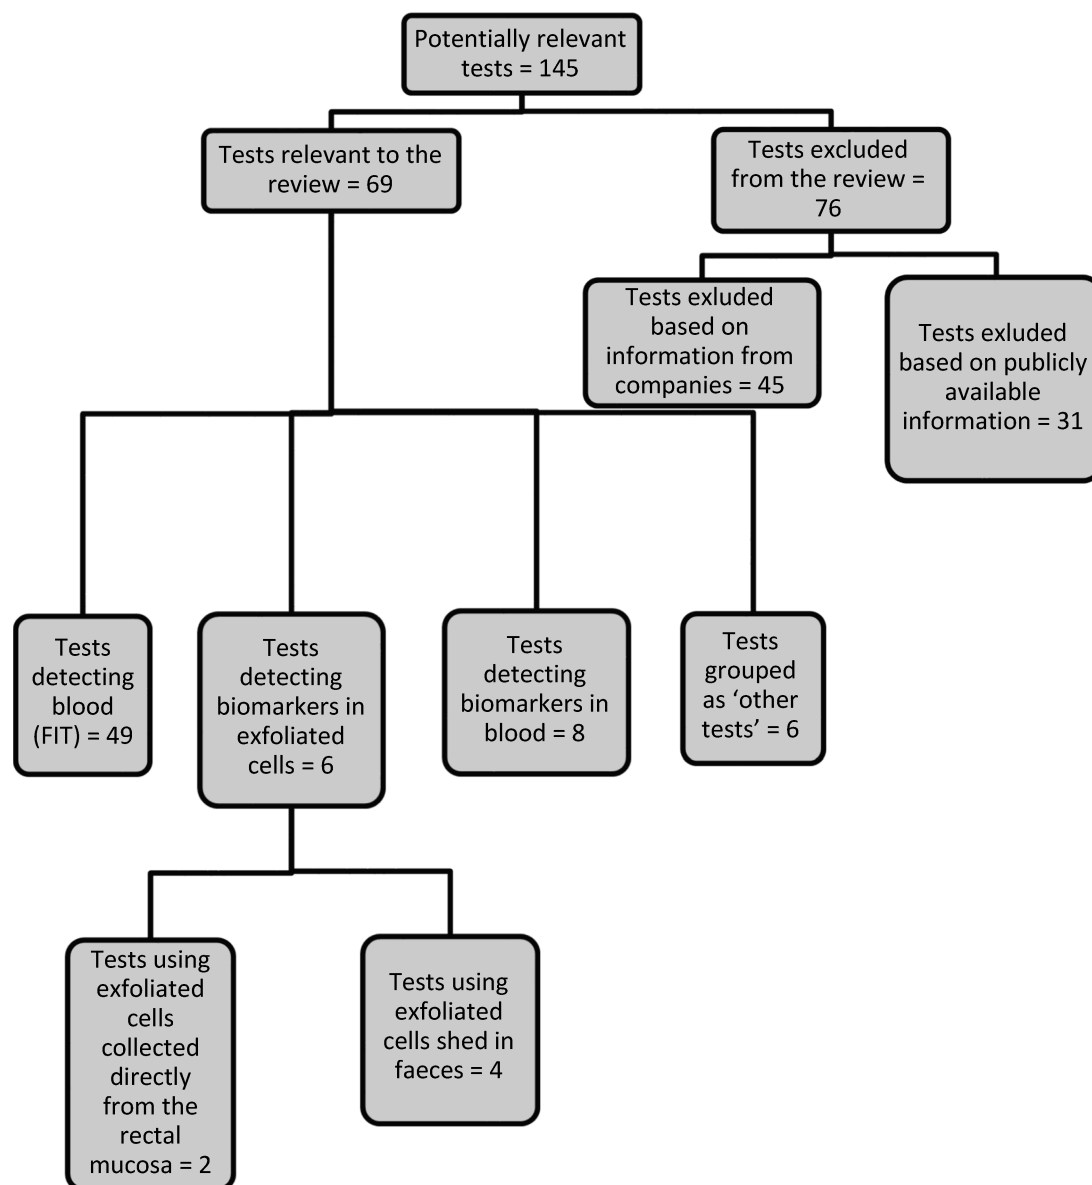 Potentially relevant
tests = 145
Tests relevant to the
review = 69
Tests excluded
from the review =
76
Tests exluded
based on
information from
companies = 45
Tests exluded
based on publicly
available
information = 31
Tests
detecting
blood
(FIT) = 49
Tests
detecting
biomarkers in
exfoliated
cells = 6
Tests
detecting
biomarkers in
blood = 8
Tests
grouped
as ‘other
tests’ = 6
Tests using
exfoliated
cells
collected
directly
from the
rectal
mucosa = 2
Tests using
exfoliated
cells shed in
faeces = 4